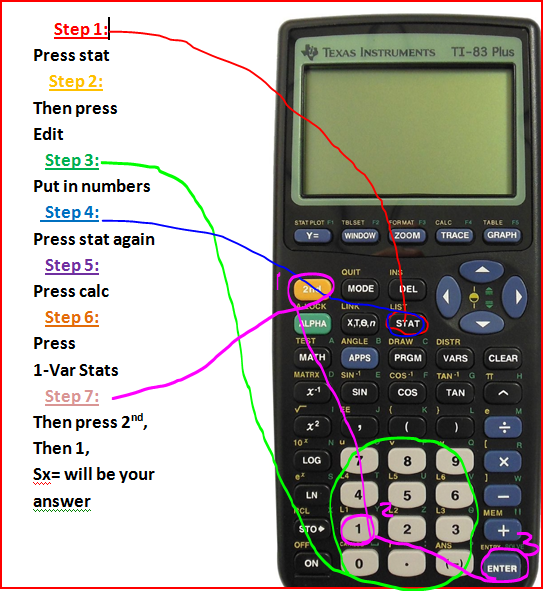 Step 1:
Press stat
Step 2:
Then press
Edit
Step 3:
Put in numbers
Step 4:
Press stat again
Step 5:
Press calc
Step 6:
Press
1-Var Stats
Step 7:
Then press 2nd,
Then 1,
Sx= will be your
answer
TEXAS INSTRUMENTS TI-83 Plus
STAT PLOT F1 TBLSET F2 FORMAT F3 CALC F4 TABLE F5
Y= WINDOW ZOOM TRACE GRAPH
QUIT INS
1 2nd MODE DEL
A-LOCK LINK LIST
ALPHA X,T,θ,n STAT
TEST A ANGLE B DRAW C DISTR
MATH APPS PRGM VARS CLEAR
MATRX D SIN⁻¹ E COS⁻¹ F TAN⁻¹ G π H
x⁻¹ SIN COS TAN ^
√ I EE J { K } L e M
x² , ( ) ÷
10ˣ N u v w [ R
LOG 7 8 9 ×
eˣ S L4 T L5 U L6 V ]
LN 4 5 6 −
RCL X L1 Y L2 Z L3 θ MEM "
STO 1 2 2 3 +
OFF ANS ? ENTRY SOLVE 3
ON 0 . (−) ENTER